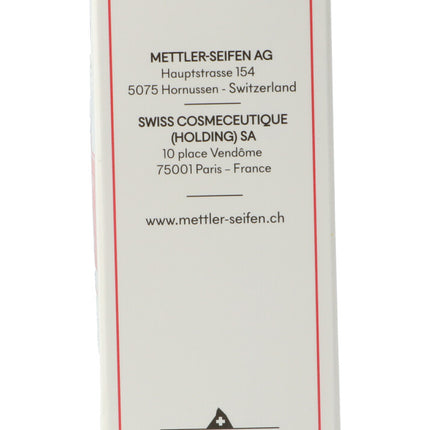 METTLER-SEIFEN AG
Hauptstrasse 154
5075 Hornussen - Switzerland
SWISS COSMECEUTIQUE
(HOLDING) SA
10 place Vendôme
75001 Paris – France
www.mettler-seifen.ch